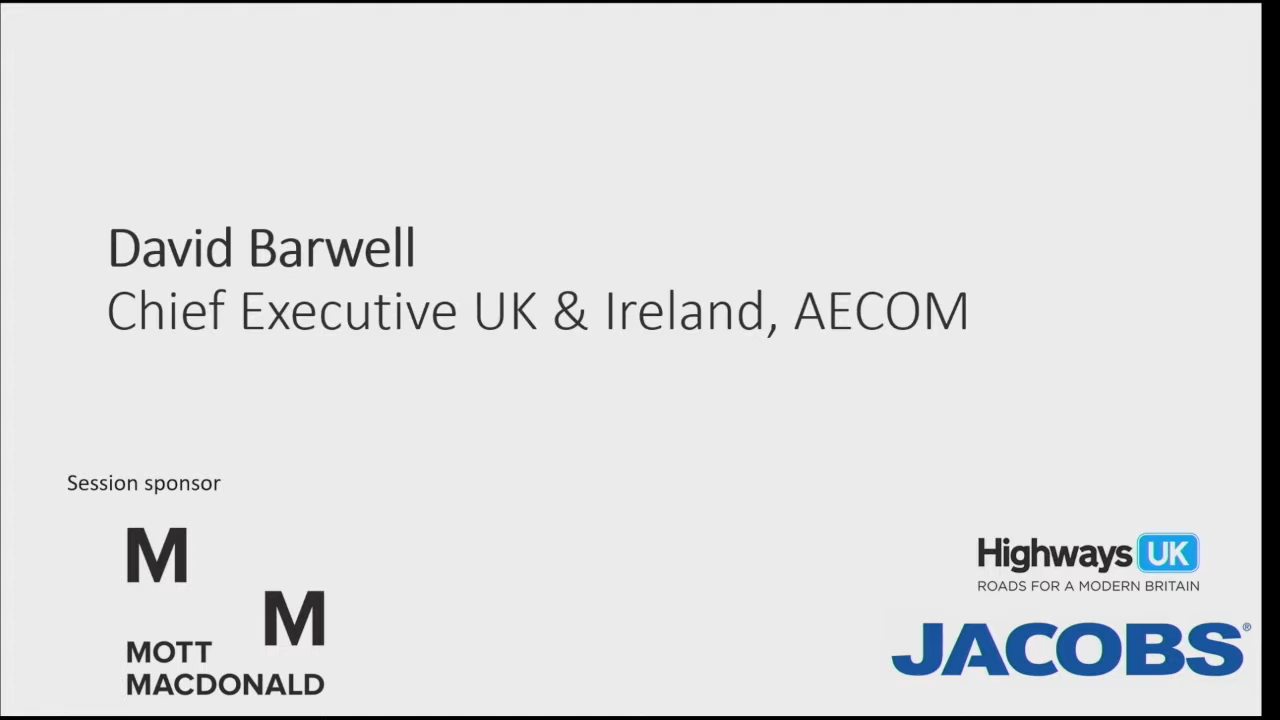 David Barwell
Chief Executive UK & Ireland, AECOM
Session sponsor
M
M
MOTT
MACDONALD
Highways UK
ROADS FOR A MODERN BRITAIN
JACOBS®